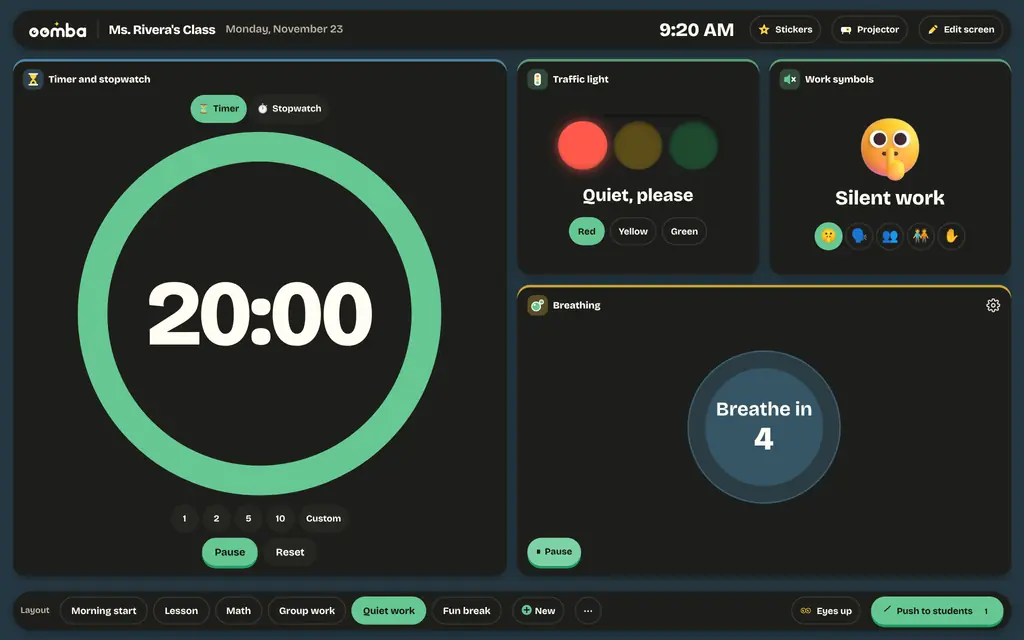 oomba
Ms. Rivera's Class
Monday, November 23
9:20 AM
Stickers
Projector
Edit screen
Timer and stopwatch
Timer
Stopwatch
20:00
1
2
5
10
Custom
Pause
Reset
Traffic light
Quiet, please
Red
Yellow
Green
Work symbols
Silent work
Breathing
Breathe in
4
Pause
Layout
Morning start
Lesson
Math
Group work
Quiet work
Fun break
New
...
Eyes up
Push to students
1